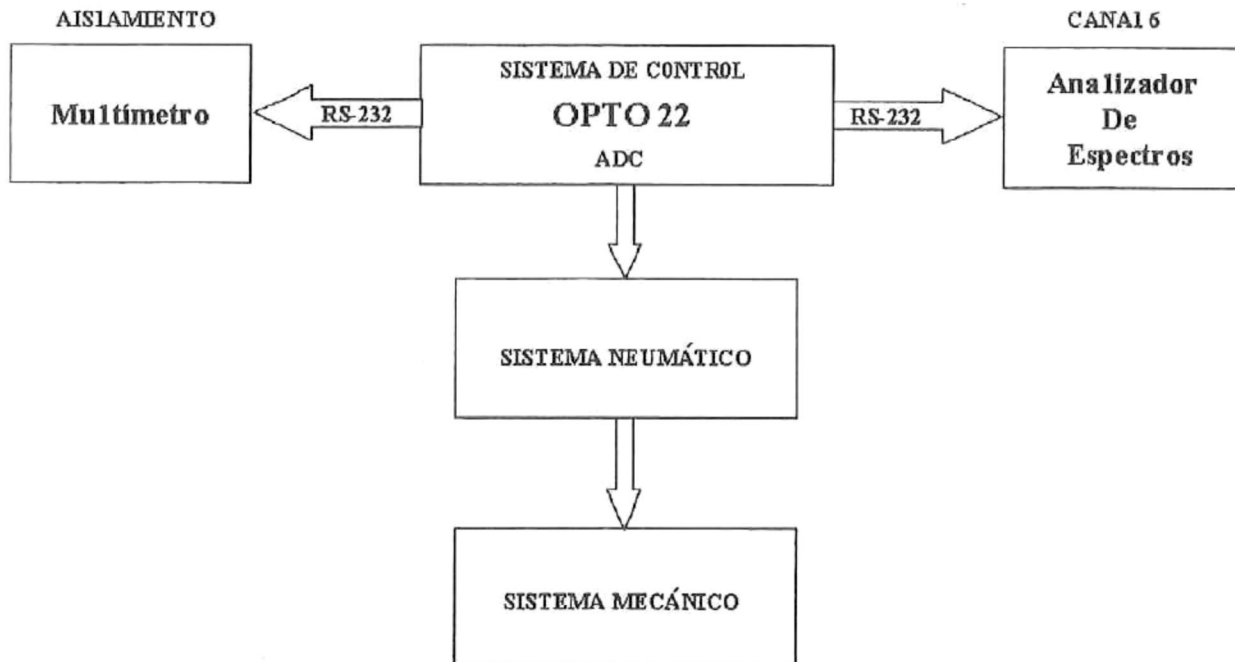 AISLAMIENTO
CANAL 6
Multímetro
RS-232
SISTEMA DE CONTROL
OPTO 22
ADC
RS-232
Analizador
De
Espectros
SISTEMA NEUMÁTICO
SISTEMA MECÁNICO